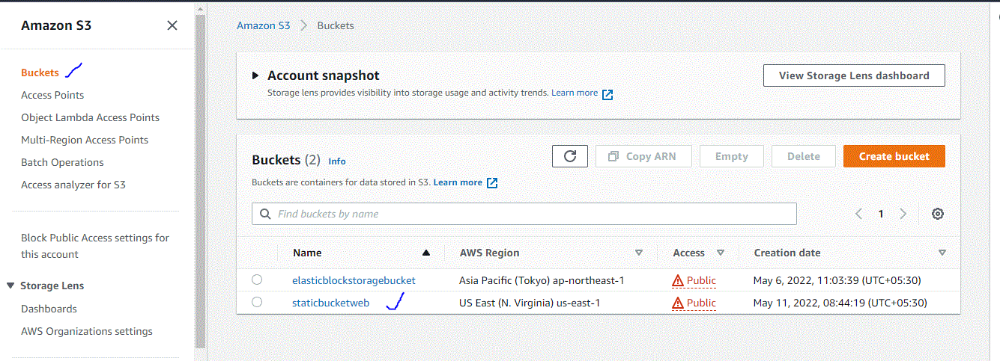 Amazon S3
Buckets
Access Points
Object Lambda Access Points
Multi-Region Access Points
Batch Operations
Access analyzer for S3
Block Public Access settings for
this account
Storage Lens
Dashboards
AWS Organizations settings
Amazon S3 > Buckets
Account snapshot
View Storage Lens dashboard
Storage lens provides visibility into storage usage and activity trends. Learn more
Buckets (2) Info
Copy ARN Empty Delete Create bucket
Buckets are containers for data stored in S3. Learn more
Find buckets by name
1
Name AWS Region Access Creation date
elasticblockstoragebucket Asia Pacific (Tokyo) ap-northeast-1 Public May 6, 2022, 11:03:39 (UTC+05:30)
staticbucketweb US East (N. Virginia) us-east-1 Public May 11, 2022, 08:44:19 (UTC+05:30)